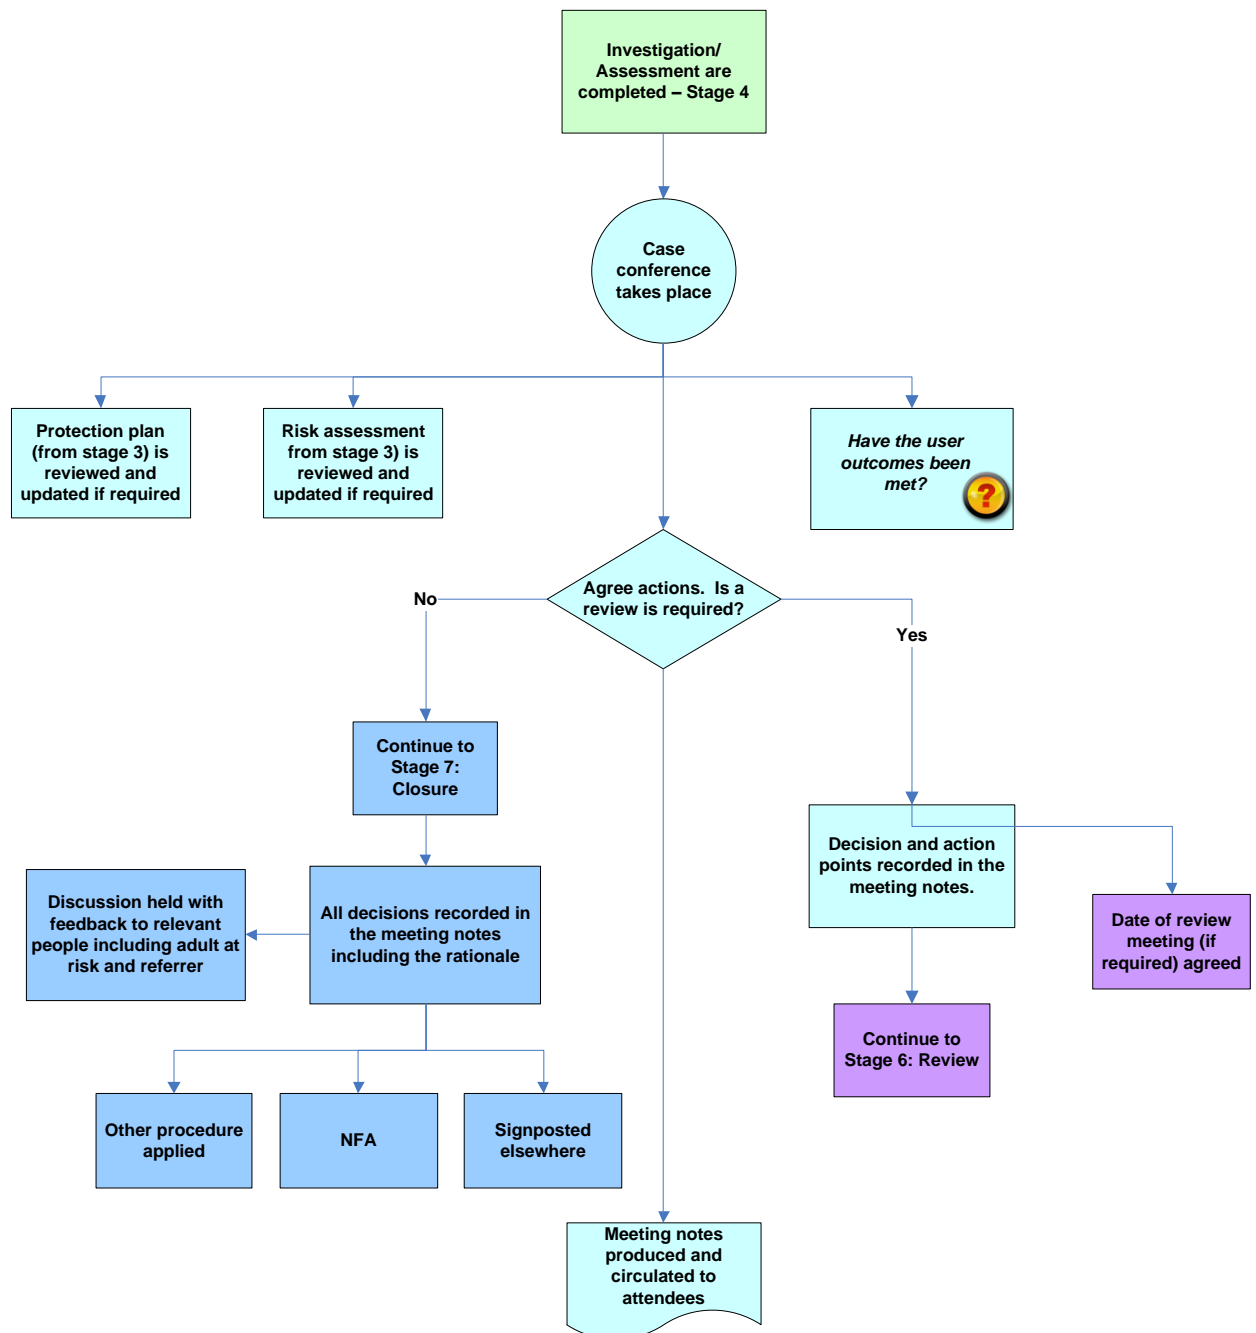 Investigation/
Assessment are
completed – Stage 4
Case
conference
takes place
Protection plan
(from stage 3) is
reviewed and
updated if required
Risk assessment
from stage 3) is
reviewed and
updated if required
Have the user
outcomes been
met?
?
Agree actions.  Is a
review is required?
No
Yes
Continue to
Stage 7:
Closure
Decision and action
points recorded in the
meeting notes.
Discussion held with
feedback to relevant
people including adult at
risk and referrer
All decisions recorded in
the meeting notes
including the rationale
Date of review
meeting (if
required) agreed
Continue to
Stage 6: Review
Other procedure
applied
NFA
Signposted
elsewhere
Meeting notes
produced and
circulated to
attendees